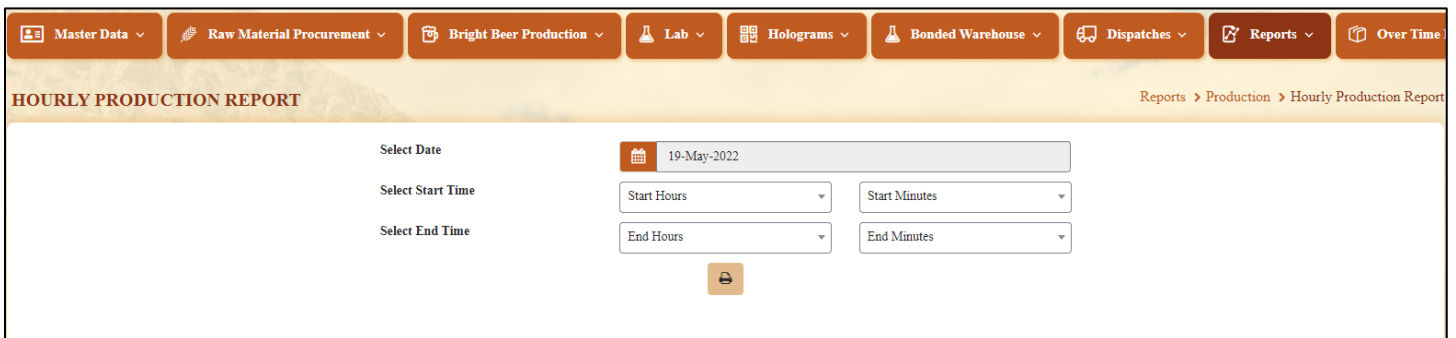 Master Data Raw Material Procurement Bright Beer Production Lab Holograms Bonded Warehouse Dispatches Reports Over Time
HOURLY PRODUCTION REPORT Reports > Production > Hourly Production Report
Select Date 19-May-2022
Select Start Time Start Hours Start Minutes
Select End Time End Hours End Minutes